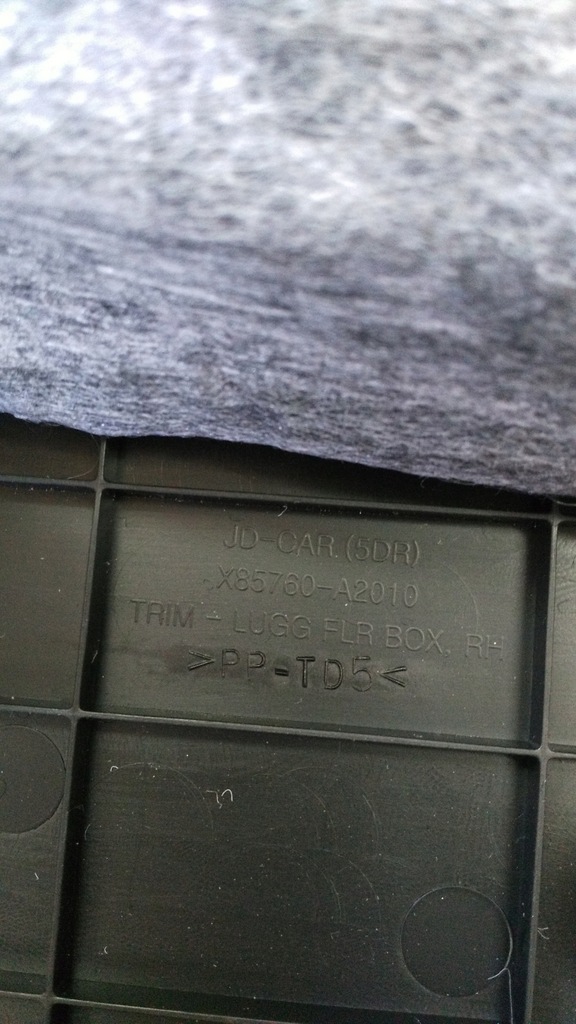 JD-CAR.(5DR)
X85760-A2010
TRIM - LUGG FLR BOX, RH
>PP-TD5<